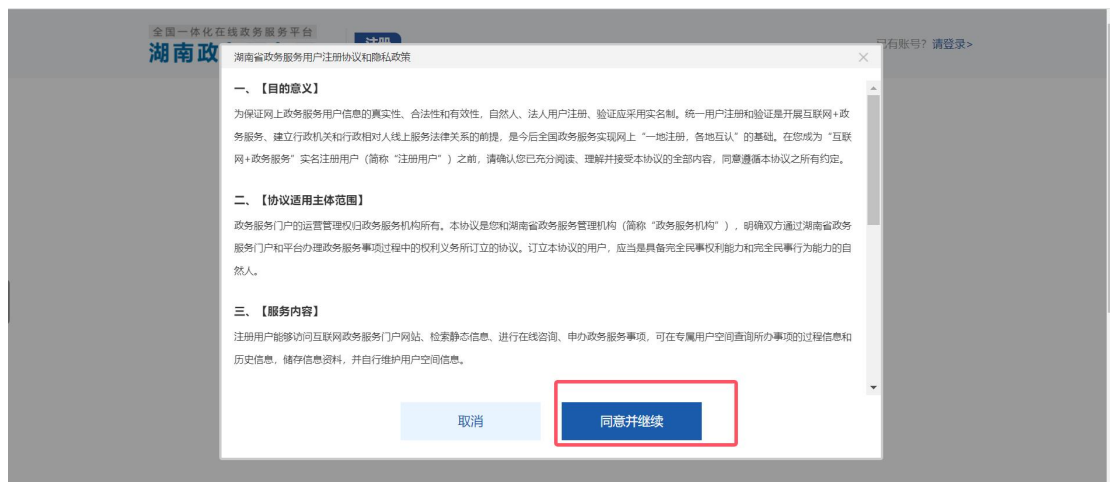 全国一体化在线政务服务平台
湖南政
已有账号？请登录>
湖南省政务服务用户注册协议和隐私政策
一、【目的意义】
为保证网上政务服务用户信息的真实性、合法性和有效性，自然人、法人用户注册、验证应采用实名制。统一用户注册和验证是开展互联网+政
务服务、建立行政机关和行政相对人线上服务法律关系的前提，是今后全国政务服务实现网上“一地注册，各地互认”的基础。在您成为“互联
网+政务服务”实名注册用户（简称“注册用户”）之前，请确认您已充分阅读、理解并接受本协议的全部内容，同意遵循本协议之所有约定。
二、【协议适用主体范围】
政务服务门户的运营管理权归政务服务机构所有。本协议是您和湖南省政务服务管理机构（简称“政务服务机构”），明确双方通过湖南省政务
服务门户和平台办理政务服务事项过程中的权利义务所订立的协议。订立本协议的用户，应当是具备完全民事权利能力和完全民事行为能力的自
然人。
三、【服务内容】
注册用户能够访问互联网政务服务门户网站、检索静态信息、进行在线咨询、申办政务服务事项，可在专属用户空间查询所办事项的过程信息和
历史信息，储存信息资料，并自行维护用户空间信息。
取消
同意并继续